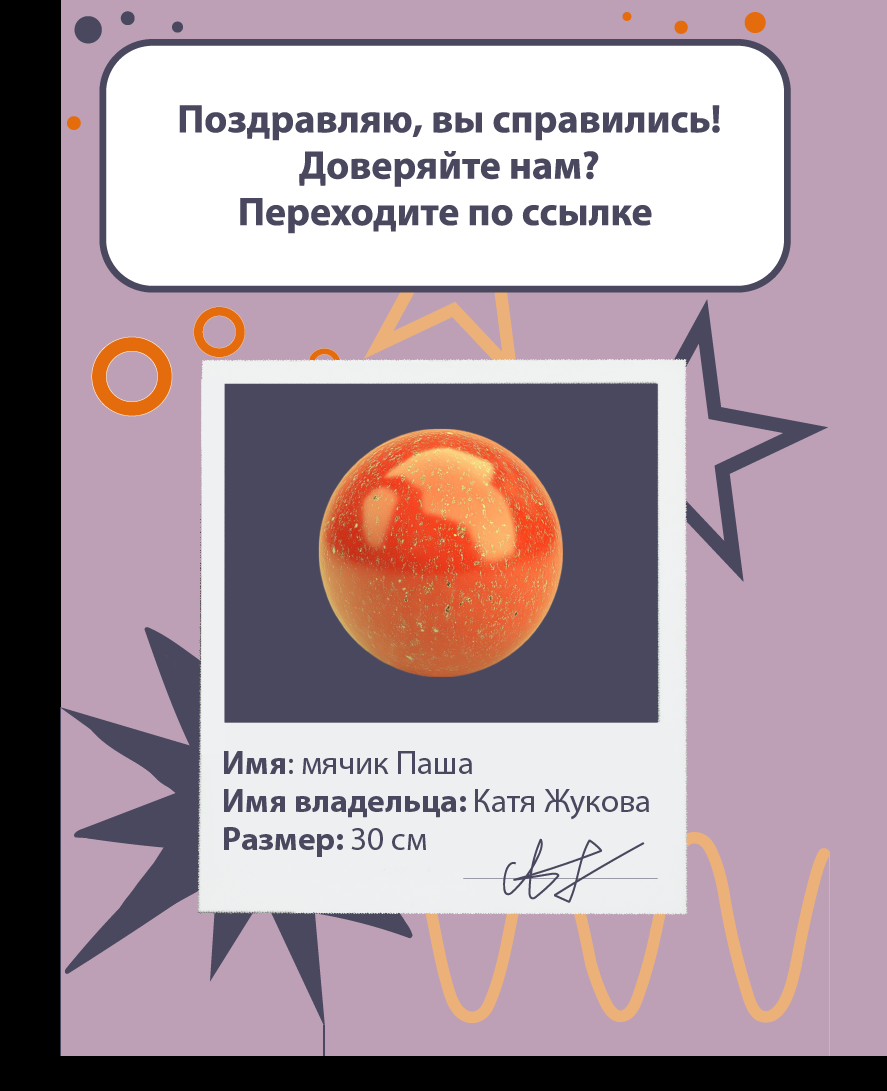 Поздравляю, вы справились!
Доверяйте нам?
Переходите по ссылке
Имя: мячик Паша
Имя владельца: Катя Жукова
Размер: 30 см